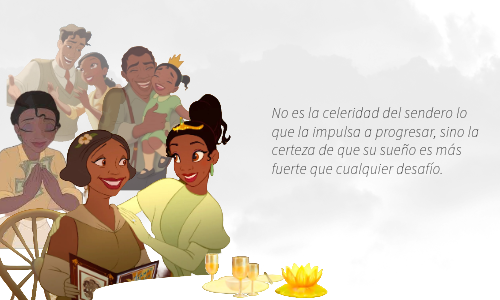 No es la celeridad del sendero lo
que la impulsa a progresar, sino la
certeza de que su sueño es más
fuerte que cualquier desafío.